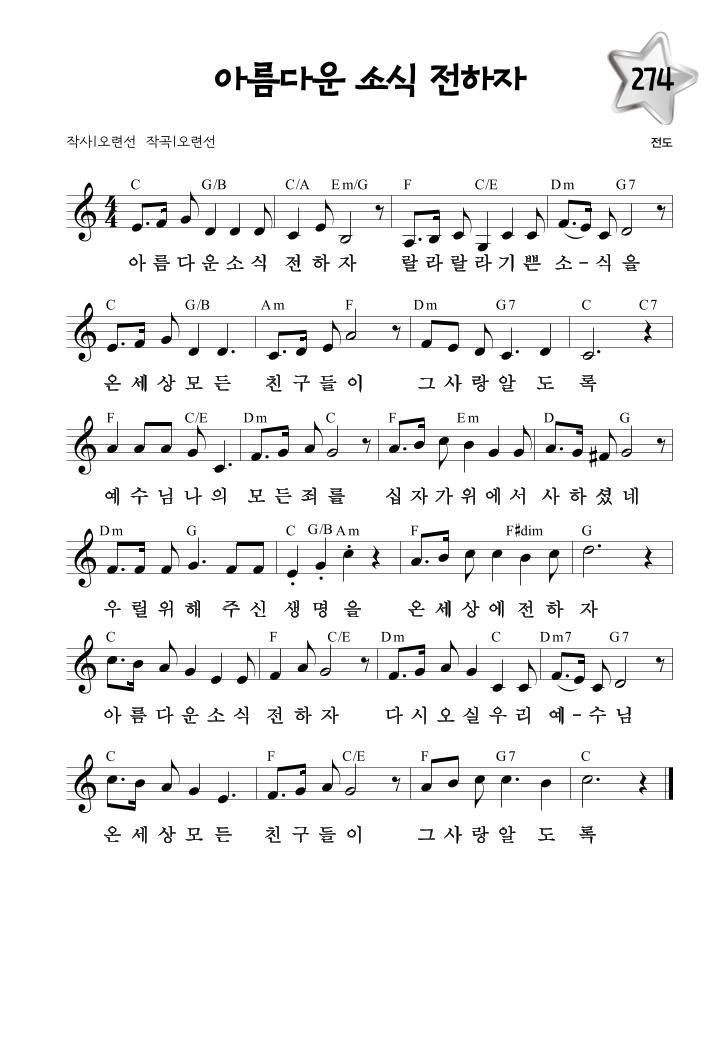 아름다운 소식 전하자
274
작사|오련선 작곡|오련선
전도
C G/B C/A Em/G F C/E Dm G7
아름다운소식 전하자 랄라랄라기쁜 소-식을
C G/B Am F Dm G7 C C7
온세상모든 친구들이 그사랑알 도 록
F C/E Dm C F Em D G
예수님나의 모든죄를 십자가위에서 사하셨네
Dm G C G/B Am F F#dim G
우릴위해 주신생명을 온세상에전하 자
C F C/E Dm C Dm7 G7
아름다운소식 전하자 다시오실우리 예-수님
C F C/E F G7 C
온세상모든 친구들이 그사랑알 도 록